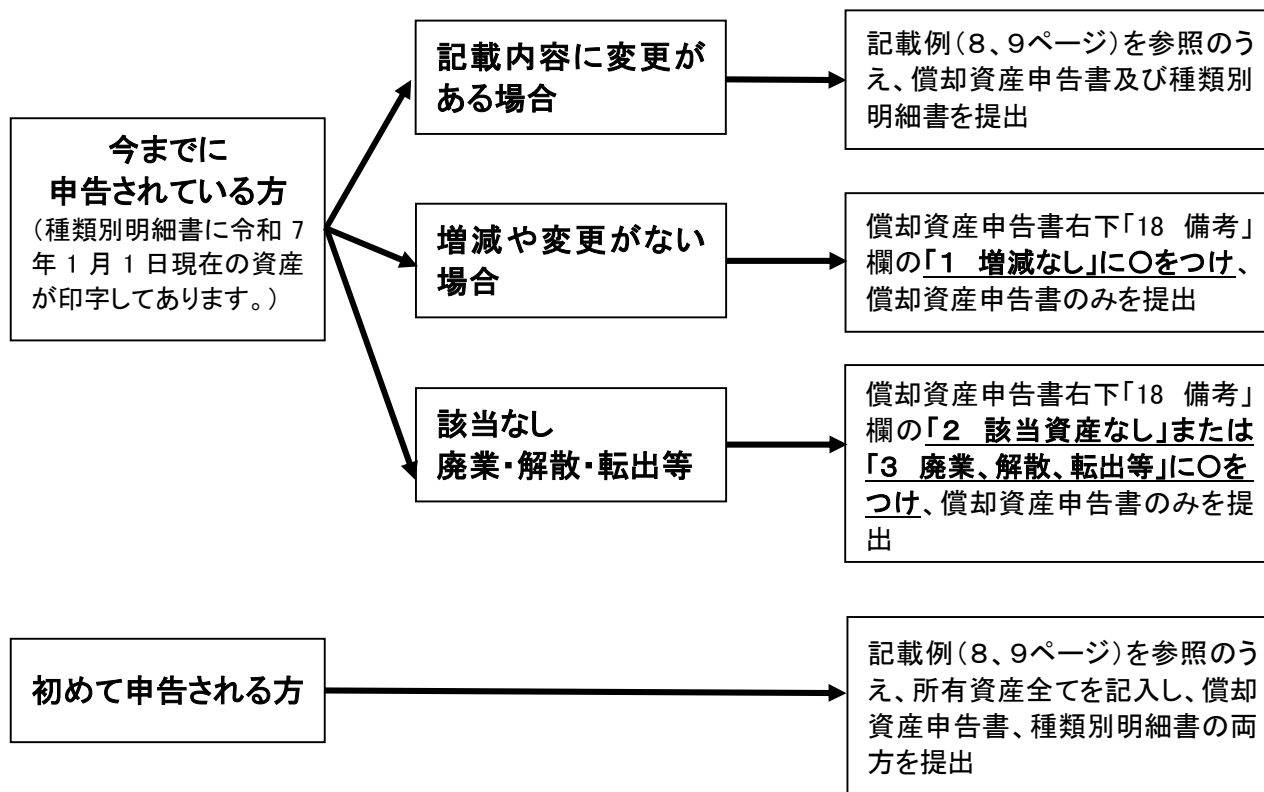 今までに
申告されている方
（種類別明細書に令和 7
年 1 月 1 日現在の資産
が印字してあります。）
記載内容に変更が
ある場合
記載例（８、９ページ）を参照のう
え、償却資産申告書及び種類別
明細書を提出
増減や変更がない
場合
償却資産申告書右下「18 備考」
欄の「１ 増減なし」に○をつけ、
償却資産申告書のみを提出
該当なし
廃業・解散・転出等
償却資産申告書右下「18 備考」
欄の「２ 該当資産なし」または
「３ 廃業、解散、転出等」に○を
つけ、償却資産申告書のみを提
出
初めて申告される方
記載例（８、９ページ）を参照のう
え、所有資産全てを記入し、償却
資産申告書、種類別明細書の両
方を提出